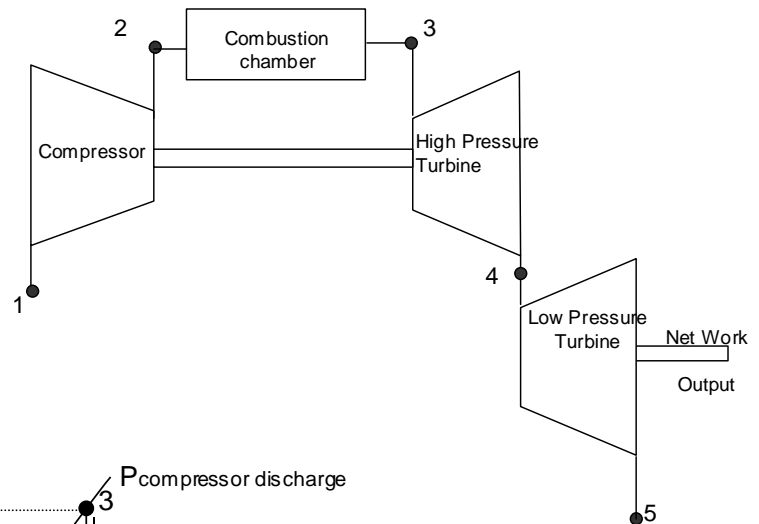 2
Combustion
chamber
3
Compressor
High Pressure
Turbine
4
1
Low Pressure
Turbine
Net Work
Output
Pcompressor discharge
3
5